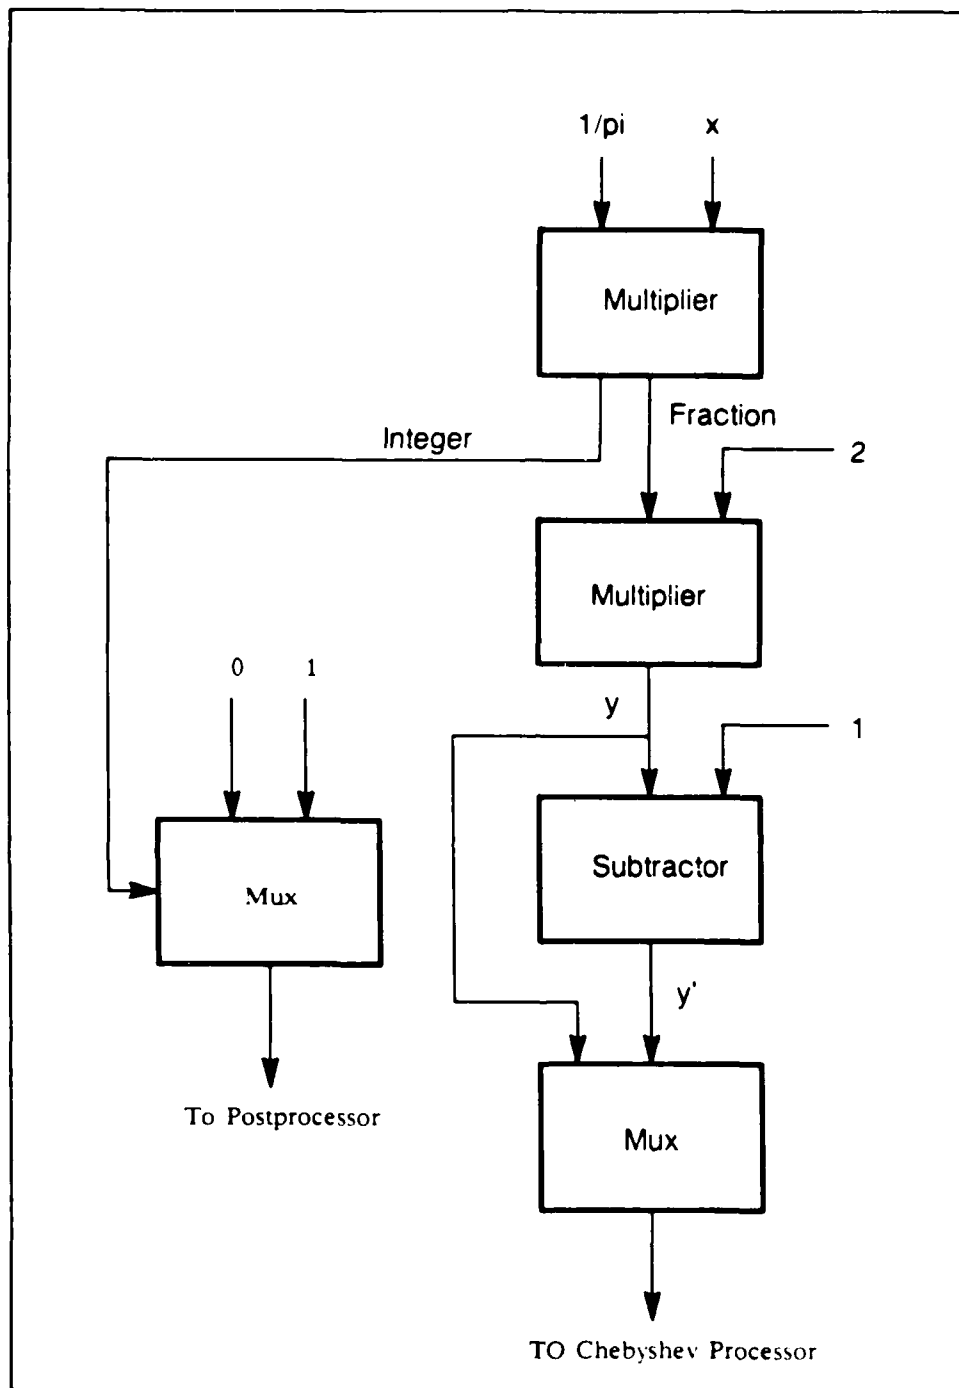 1/pi
x
Multiplier
Fraction
Integer
2
Multiplier
0
1
y
1
Subtractor
Mux
y'
To Postprocessor
Mux
TO Chebyshev Processor